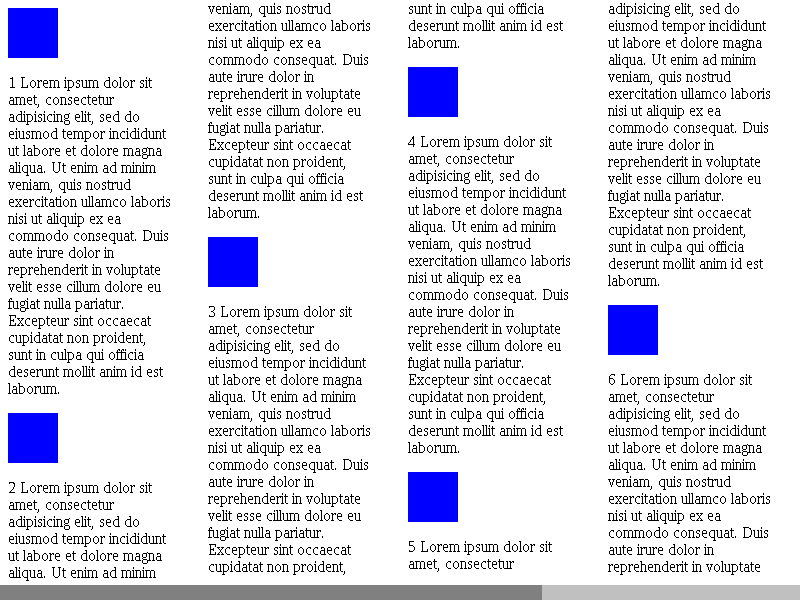 1 Lorem ipsum dolor sit
amet, consectetur
adipisicing elit, sed do
eiusmod tempor incididunt
ut labore et dolore magna
aliqua. Ut enim ad minim
veniam, quis nostrud
exercitation ullamco laboris
nisi ut aliquip ex ea
commodo consequat. Duis
aute irure dolor in
reprehenderit in voluptate
velit esse cillum dolore eu
fugiat nulla pariatur.
Excepteur sint occaecat
cupidatat non proident,
sunt in culpa qui officia
deserunt mollit anim id est
laborum.
2 Lorem ipsum dolor sit
amet, consectetur
adipisicing elit, sed do
eiusmod tempor incididunt
ut labore et dolore magna
aliqua. Ut enim ad minim
veniam, quis nostrud
exercitation ullamco laboris
nisi ut aliquip ex ea
commodo consequat. Duis
aute irure dolor in
reprehenderit in voluptate
velit esse cillum dolore eu
fugiat nulla pariatur.
Excepteur sint occaecat
cupidatat non proident,
sunt in culpa qui officia
deserunt mollit anim id est
laborum.
3 Lorem ipsum dolor sit
amet, consectetur
adipisicing elit, sed do
eiusmod tempor incididunt
ut labore et dolore magna
aliqua. Ut enim ad minim
veniam, quis nostrud
exercitation ullamco laboris
nisi ut aliquip ex ea
commodo consequat. Duis
aute irure dolor in
reprehenderit in voluptate
velit esse cillum dolore eu
fugiat nulla pariatur.
Excepteur sint occaecat
cupidatat non proident,
sunt in culpa qui officia
deserunt mollit anim id est
laborum.
4 Lorem ipsum dolor sit
amet, consectetur
adipisicing elit, sed do
eiusmod tempor incididunt
ut labore et dolore magna
aliqua. Ut enim ad minim
veniam, quis nostrud
exercitation ullamco laboris
nisi ut aliquip ex ea
commodo consequat. Duis
aute irure dolor in
reprehenderit in voluptate
velit esse cillum dolore eu
fugiat nulla pariatur.
Excepteur sint occaecat
cupidatat non proident,
sunt in culpa qui officia
deserunt mollit anim id est
laborum.
5 Lorem ipsum dolor sit
amet, consectetur
adipisicing elit, sed do
eiusmod tempor incididunt
ut labore et dolore magna
aliqua. Ut enim ad minim
veniam, quis nostrud
exercitation ullamco laboris
nisi ut aliquip ex ea
commodo consequat. Duis
aute irure dolor in
reprehenderit in voluptate
velit esse cillum dolore eu
fugiat nulla pariatur.
Excepteur sint occaecat
cupidatat non proident,
sunt in culpa qui officia
deserunt mollit anim id est
laborum.
6 Lorem ipsum dolor sit
amet, consectetur
adipisicing elit, sed do
eiusmod tempor incididunt
ut labore et dolore magna
aliqua. Ut enim ad minim
veniam, quis nostrud
exercitation ullamco laboris
nisi ut aliquip ex ea
commodo consequat. Duis
aute irure dolor in
reprehenderit in voluptate